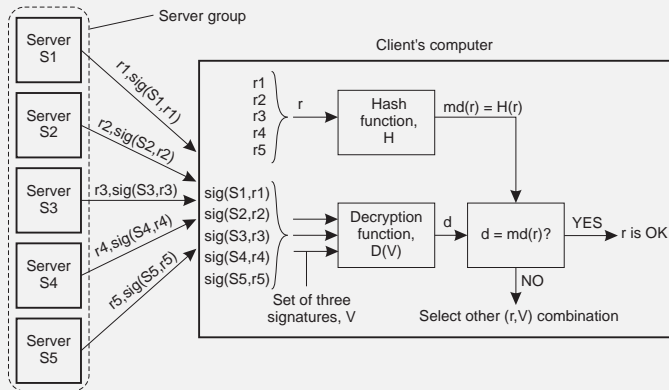 Server group
Server
S1
Server
S2
Server
S3
Server
S4
Server
S5
r1,sig(S1,r1)
r2,sig(S2,r2)
r3,sig(S3,r3)
r4,sig(S4,r4)
r5,sig(S5,r5)
Client's computer
r1
r2
r3
r4
r5
r
Hash
function,
H
md(r) = H(r)
sig(S1,r1)
sig(S2,r2)
sig(S3,r3)
sig(S4,r4)
sig(S5,r5)
Set of three
signatures, V
Decryption
function,
D(V)
d
d = md(r)?
YES
r is OK
NO
Select other (r,V) combination